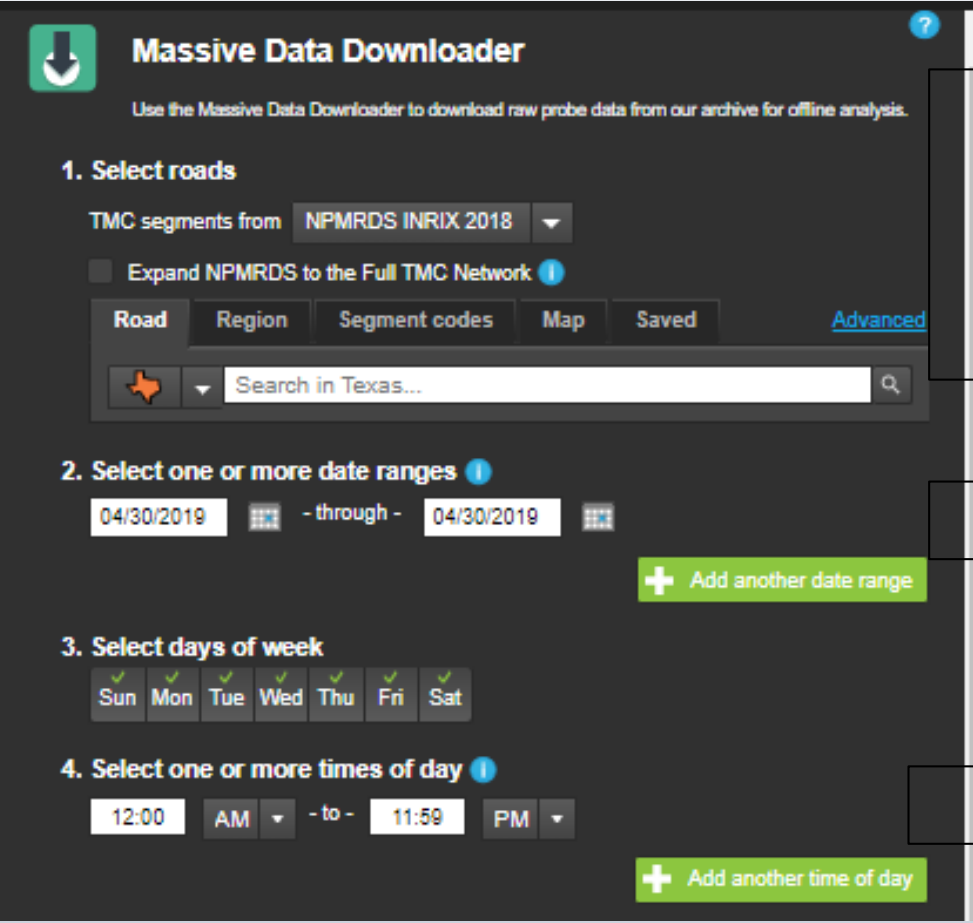 ?
Massive Data Downloader
Use the Massive Data Downloader to download raw probe data from our archive for offline analysis.
1. Select roads
TMC segments from NPMRDS INRIX 2018
Expand NPMRDS to the Full TMC Network i
Road Region Segment codes Map Saved Advanced
Search in Texas...
2. Select one or more date ranges i
04/30/2019 - through - 04/30/2019
Add another date range
3. Select days of week
Sun Mon Tue Wed Thu Fri Sat
4. Select one or more times of day i
12:00 AM - to - 11:59 PM
Add another time of day